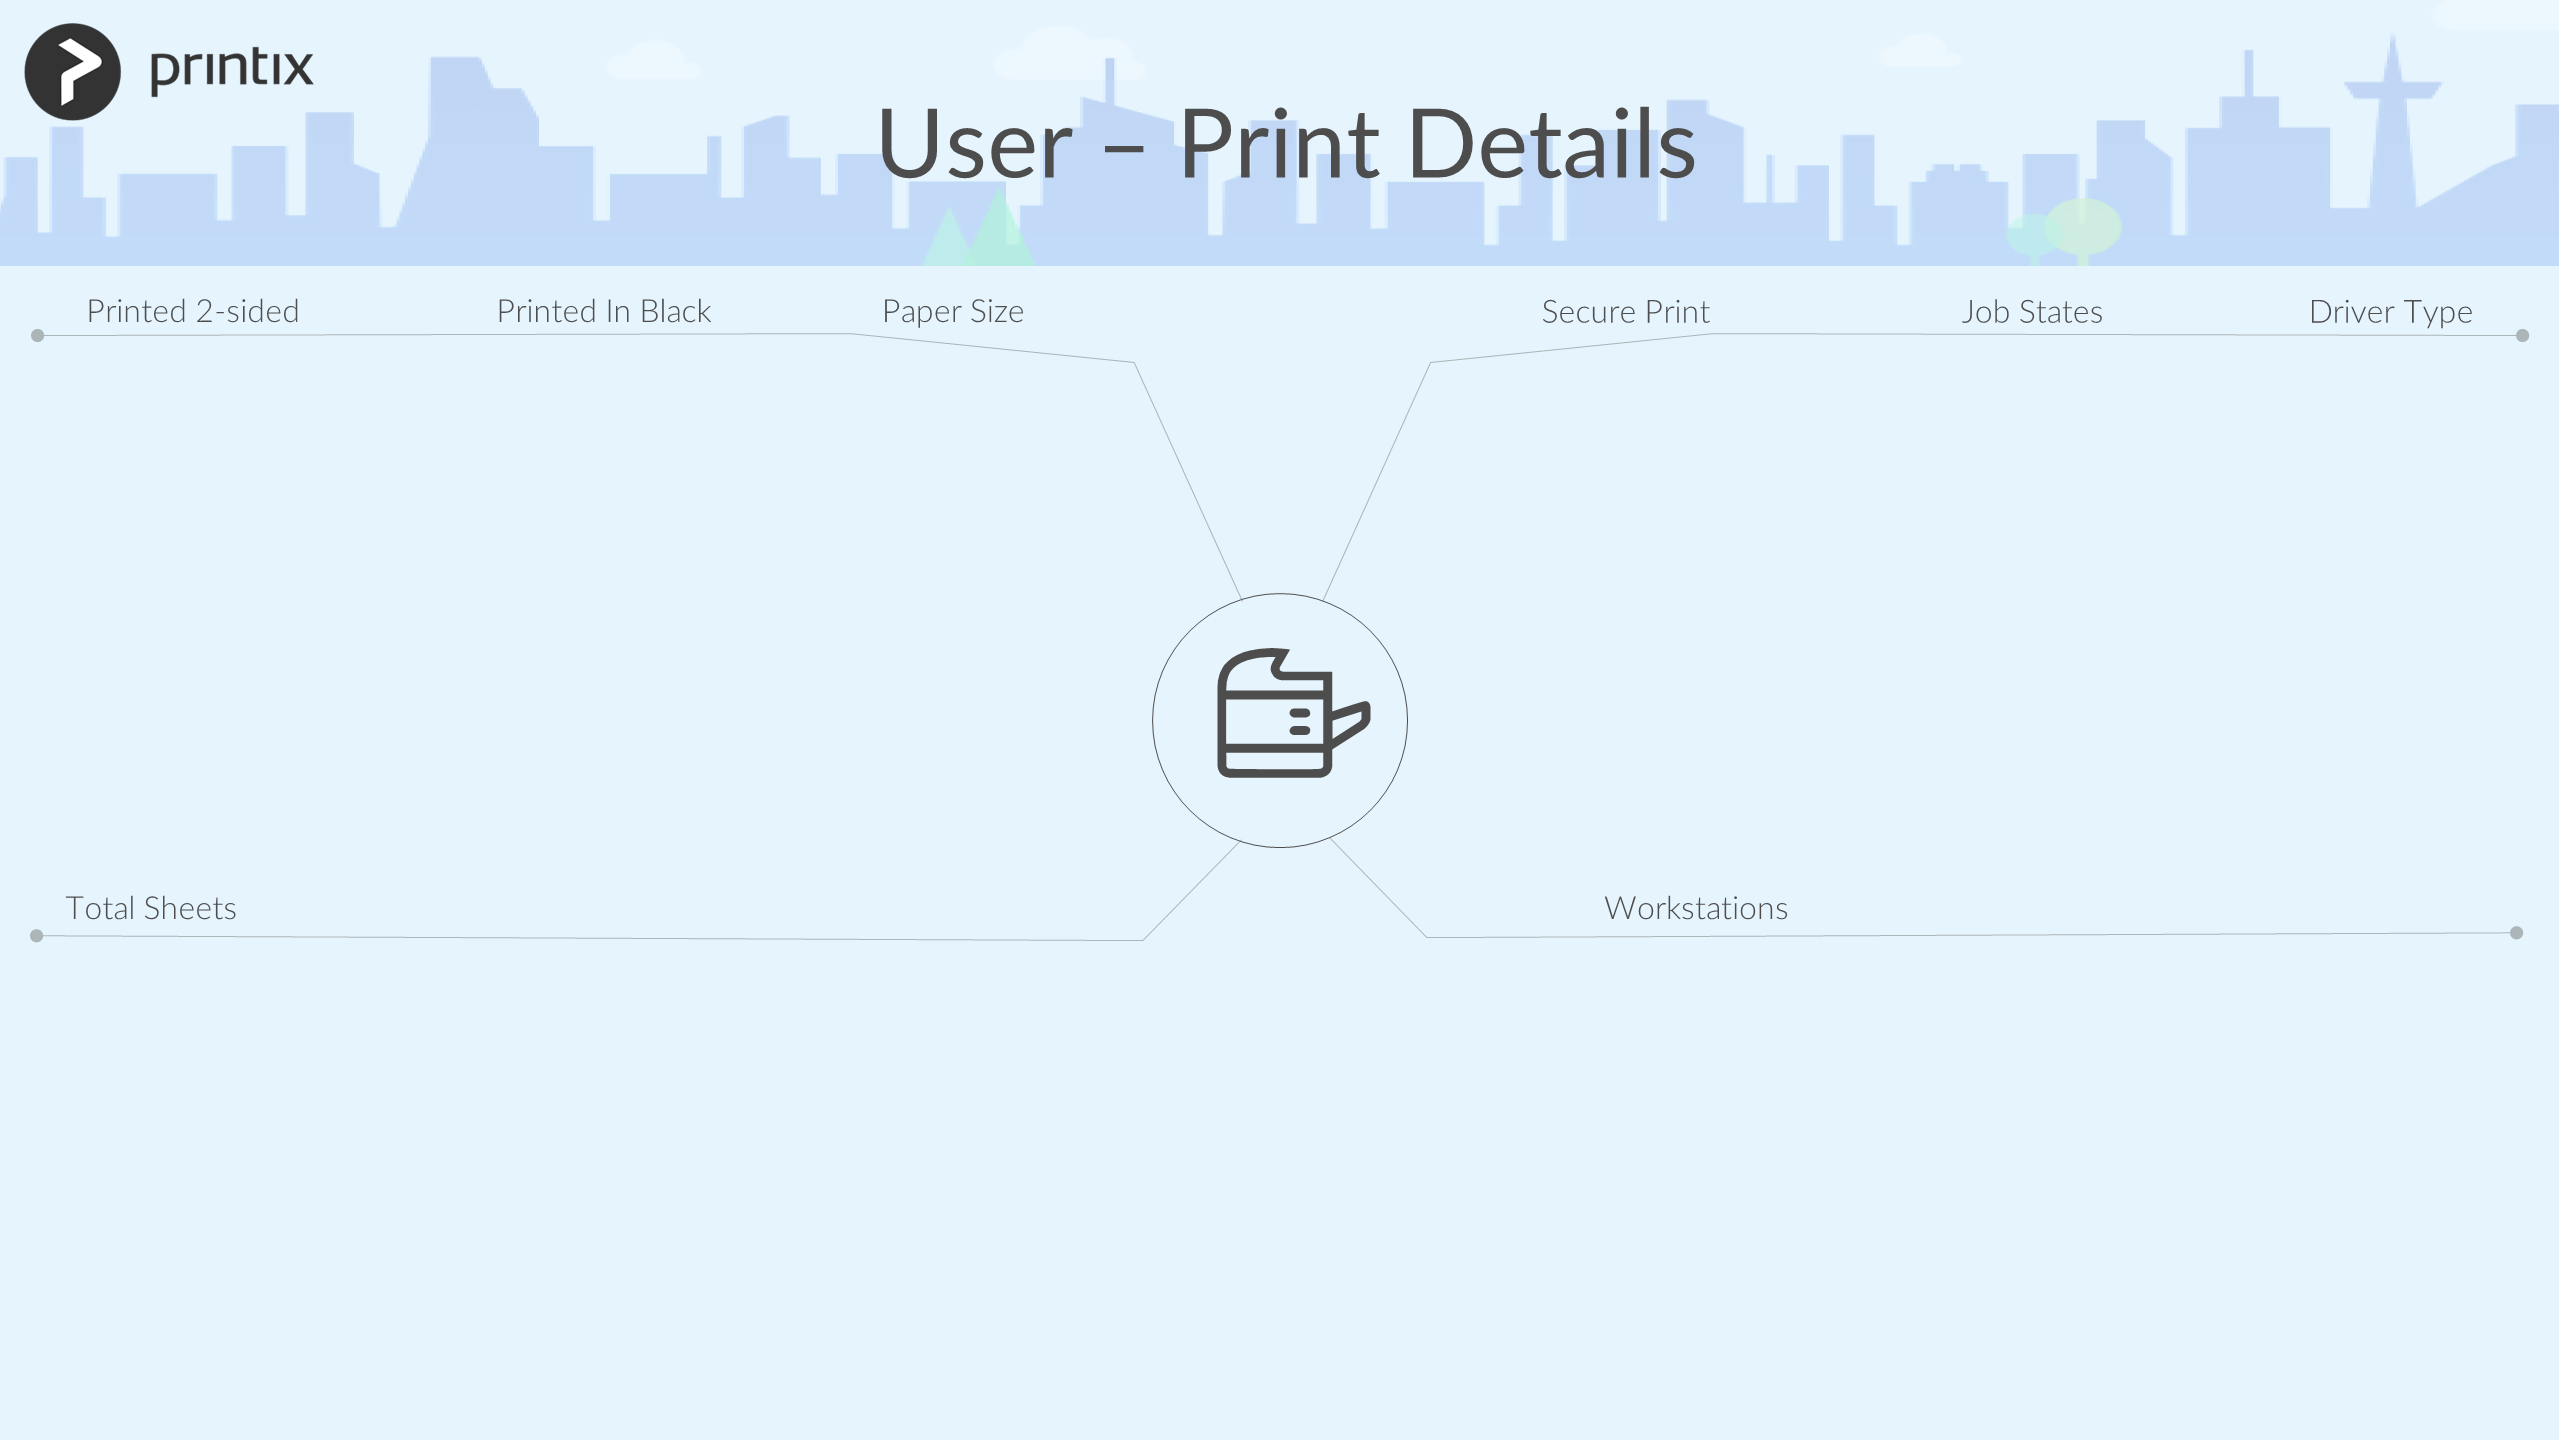 printix
User – Print Details
Printed 2-sided
Printed In Black
Paper Size
Secure Print
Job States
Driver Type
Total Sheets
Workstations